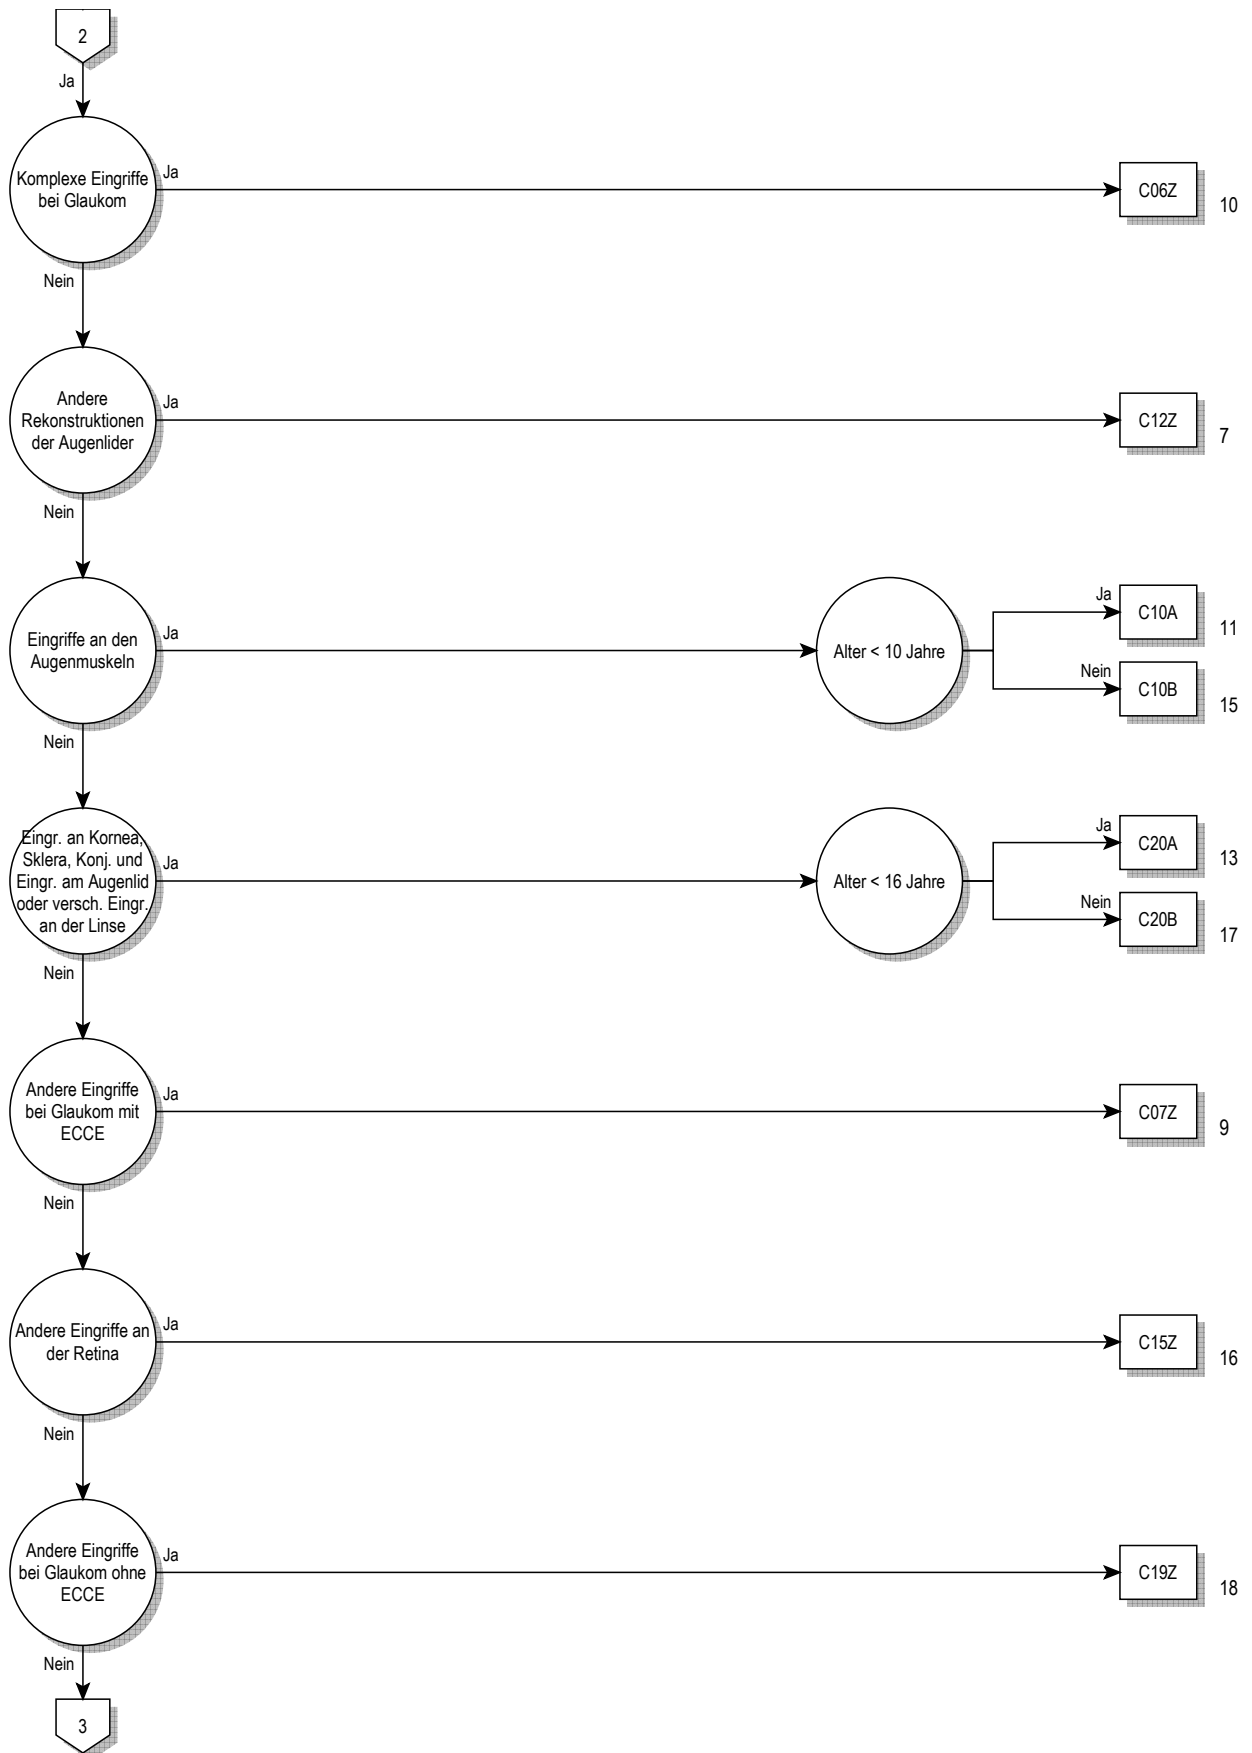 2
Ja
Komplexe Eingriffe
bei Glaukom
Ja
C06Z
10
Nein
Andere
Rekonstruktionen
der Augenlider
Ja
C12Z
7
Nein
Eingriffe an den
Augenmuskeln
Ja
Alter < 10 Jahre
Ja
C10A
11
Nein
C10B
15
Nein
Eingr. an Kornea,
Sklera, Konj. und
Eingr. am Augenlid
oder versch. Eingr.
an der Linse
Ja
Alter < 16 Jahre
Ja
C20A
13
Nein
C20B
17
Nein
Andere Eingriffe
bei Glaukom mit
ECCE
Ja
C07Z
9
Nein
Andere Eingriffe an
der Retina
Ja
C15Z
16
Nein
Andere Eingriffe
bei Glaukom ohne
ECCE
Ja
C19Z
18
Nein
3